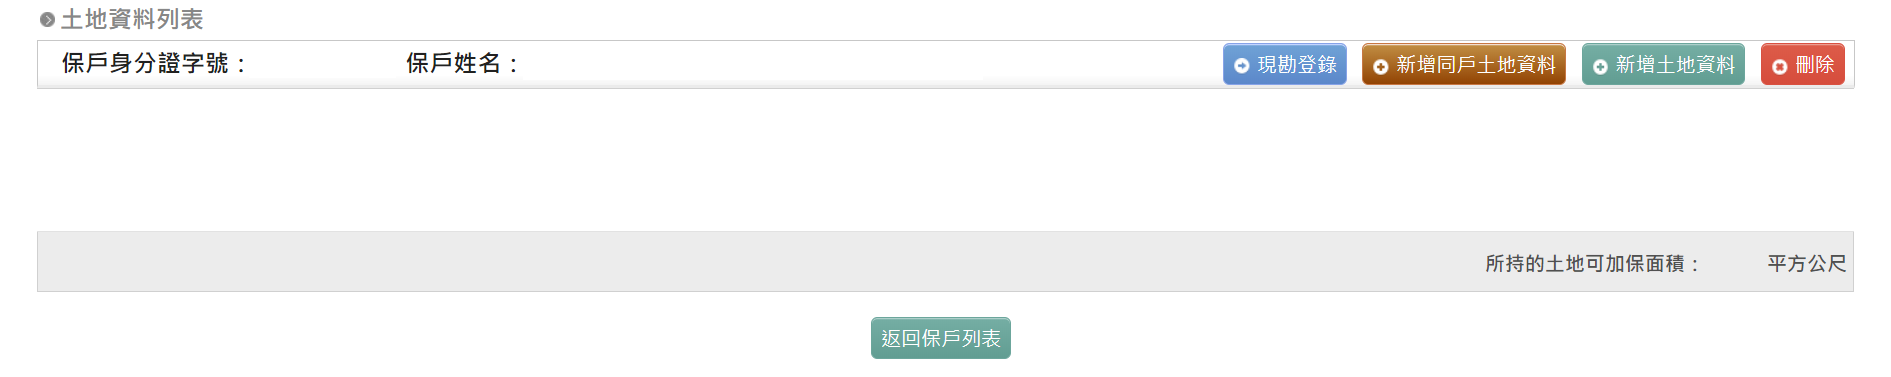 土地資料列表
保戶身分證字號： 保戶姓名： 現勘登錄 新增同戶土地資料 新增土地資料 刪除
所持的土地可加保面積： 平方公尺
返回保戶列表